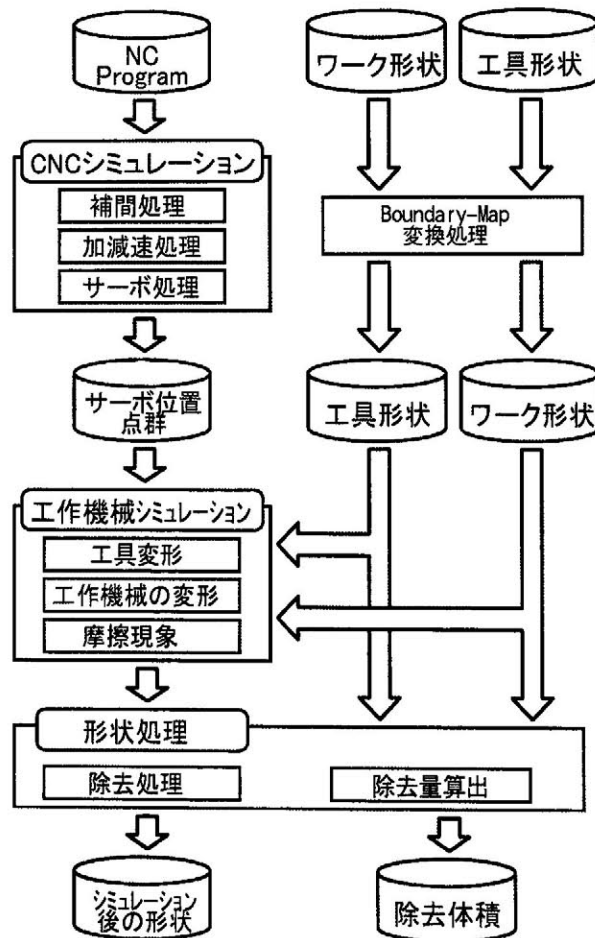 NC
Program
ワーク形状
工具形状
CNCシミュレーション
補間処理
加減速処理
サーボ処理
Boundary-Map
変換処理
サーボ位置
点群
工具形状
ワーク形状
工作機械シミュレーション
工具変形
工作機械の変形
摩擦現象
形状処理
除去処理
除去量算出
シミュレーション
後の形状
除去体積